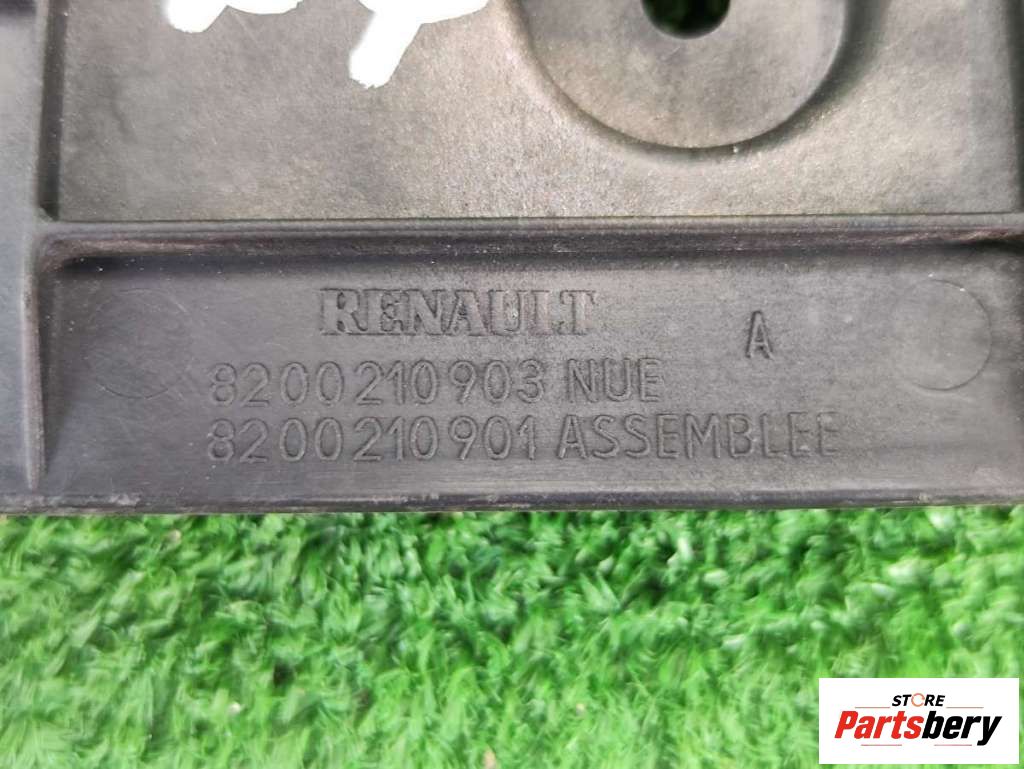 RENAULT
A
8200210903 NUE
8200210901 ASSEMBLEE
STORE
Partsbery